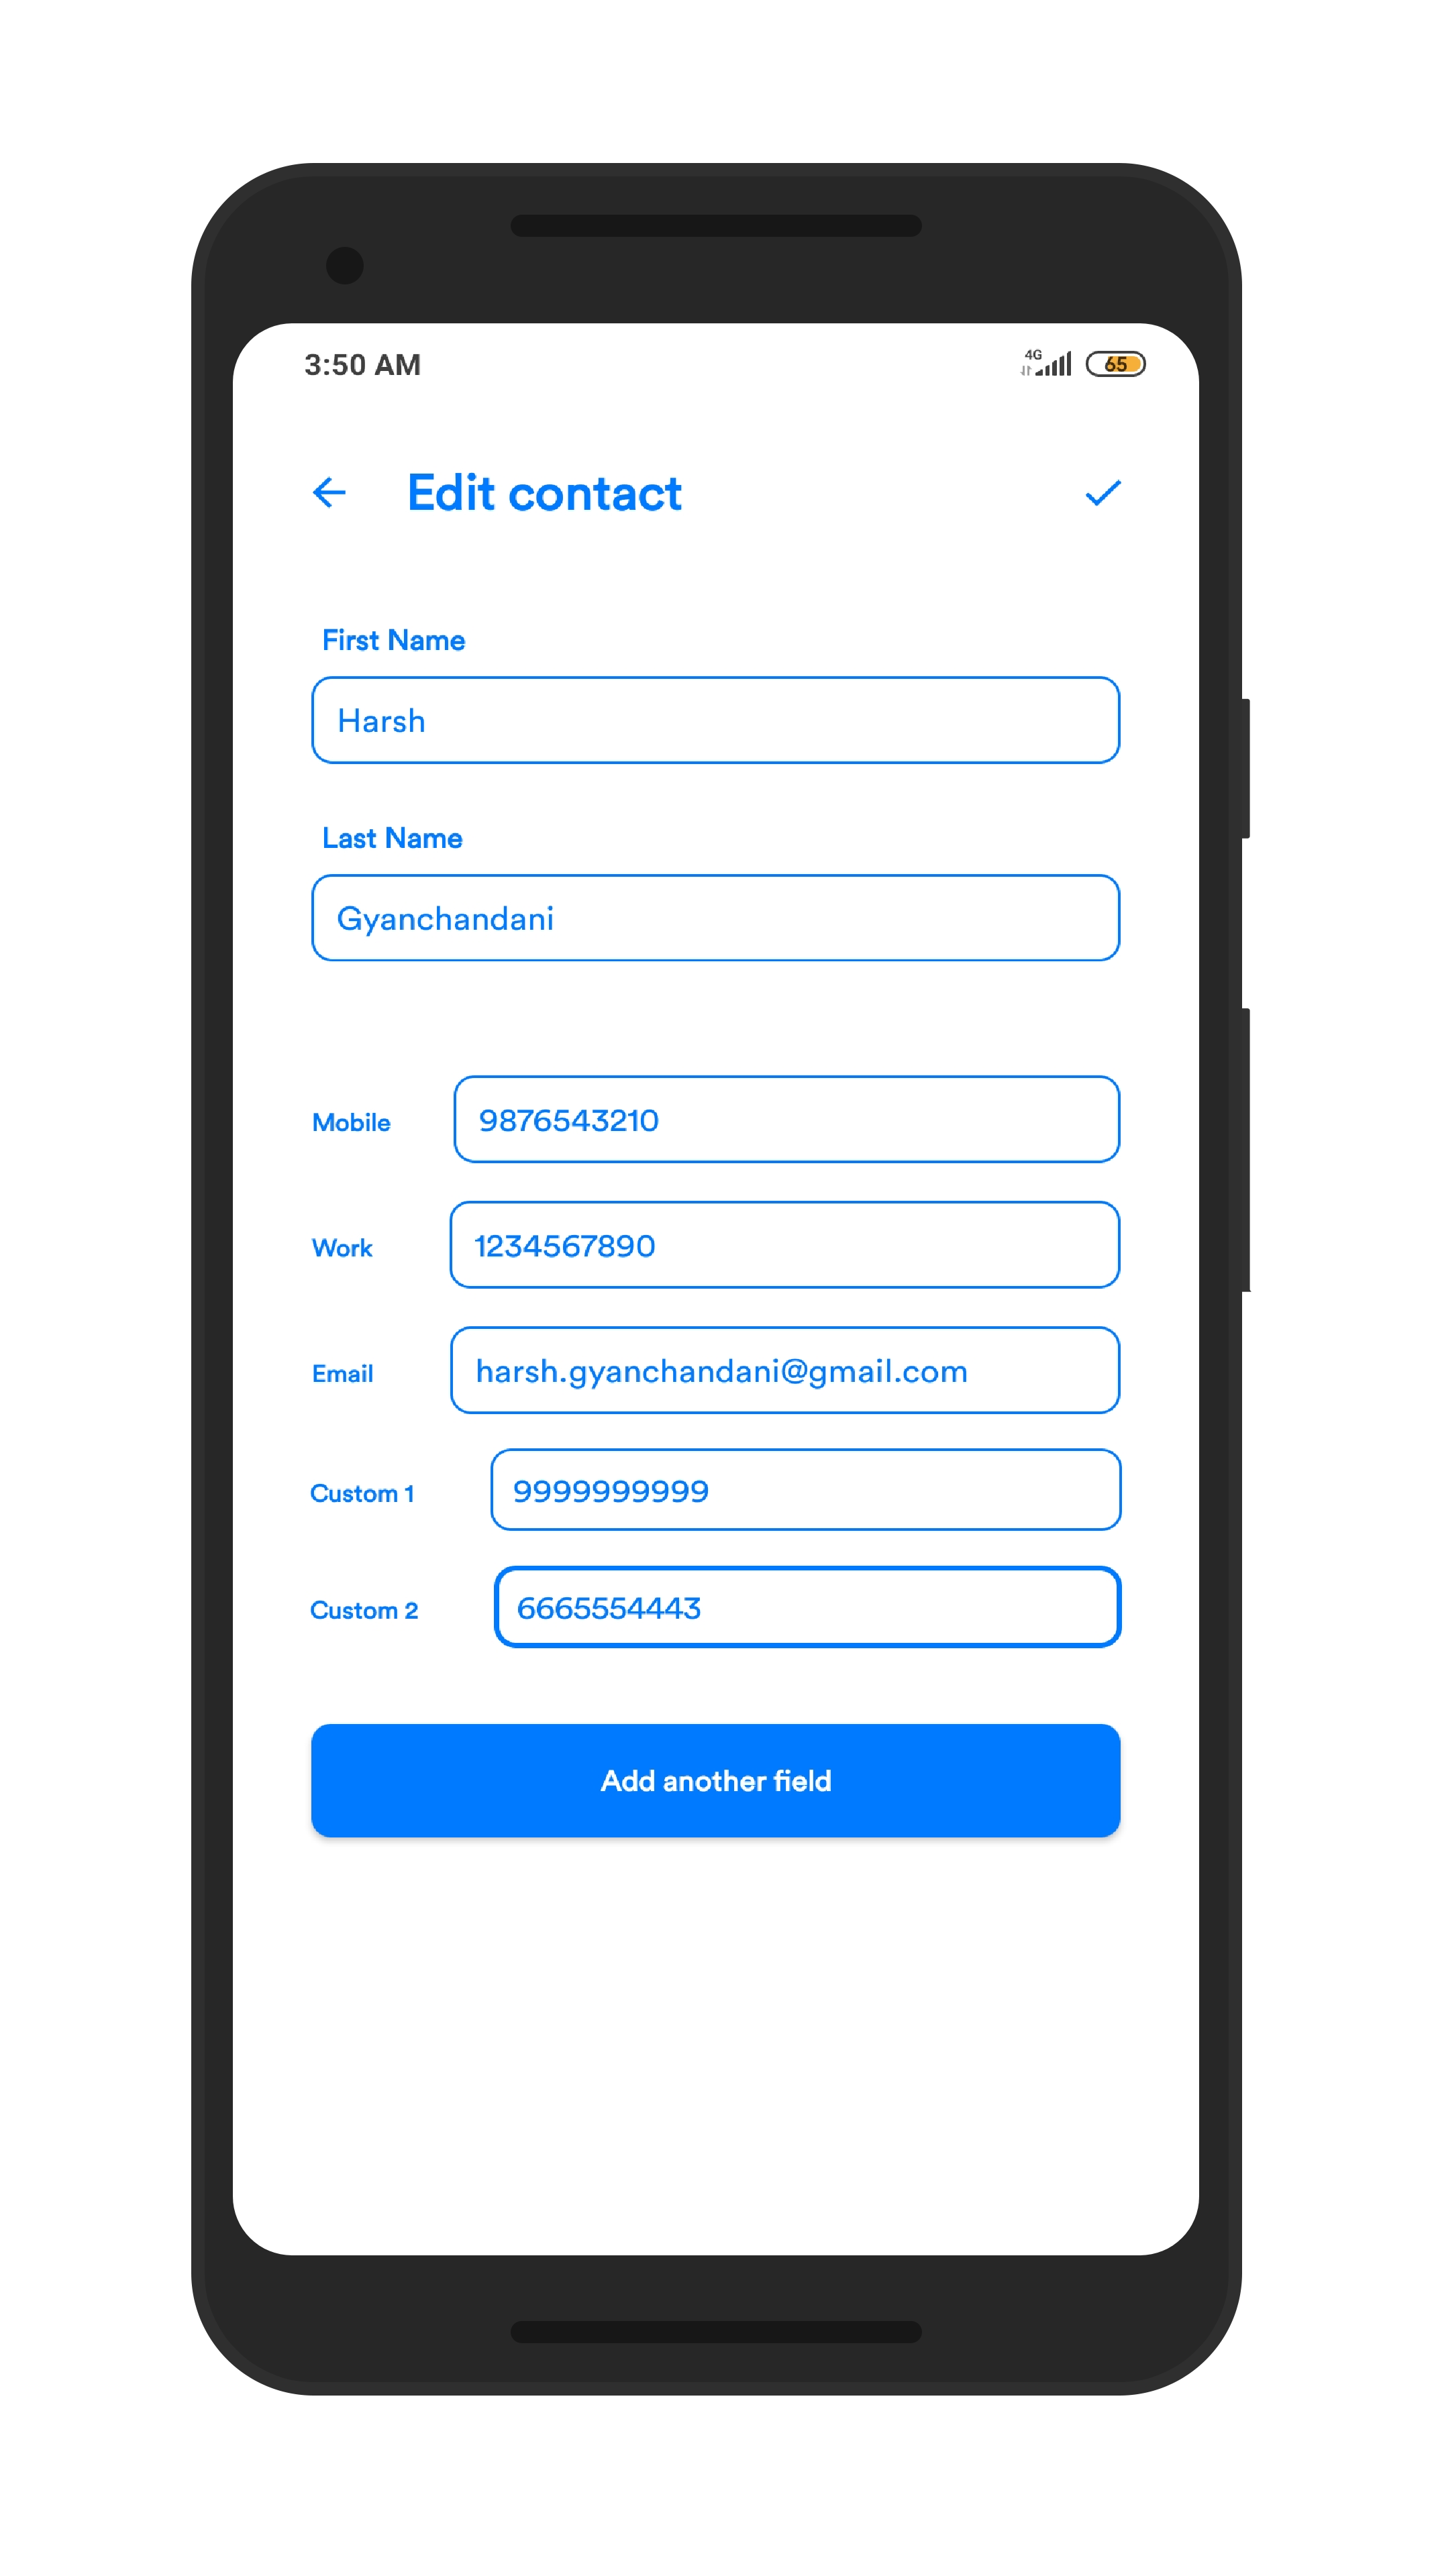 3:50 AM 4G 65
Edit contact
First Name
Harsh
Last Name
Gyanchandani
Mobile 9876543210
Work 1234567890
Email harsh.gyanchandani@gmail.com
Custom 1 9999999999
Custom 2 6665554443
Add another field